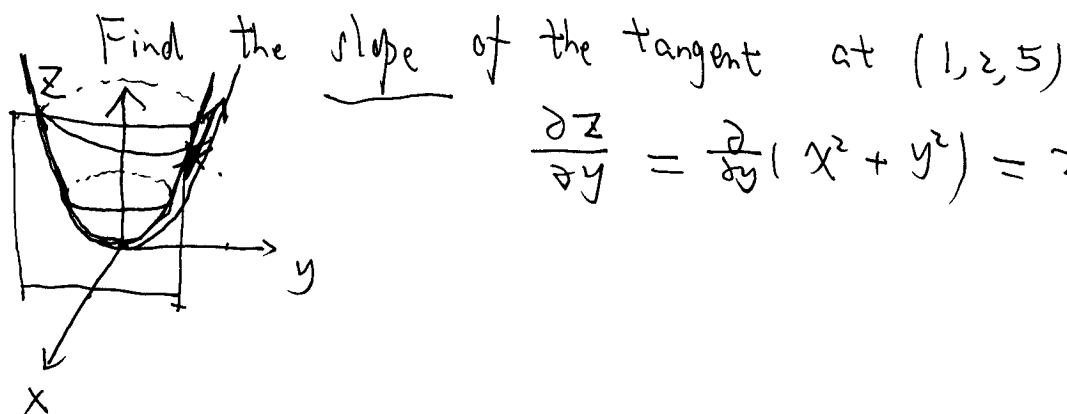 Find the slope of the tangent at (1,2,5)
z
∂z/∂y = ∂/∂y( x² + y² ) =
y
x